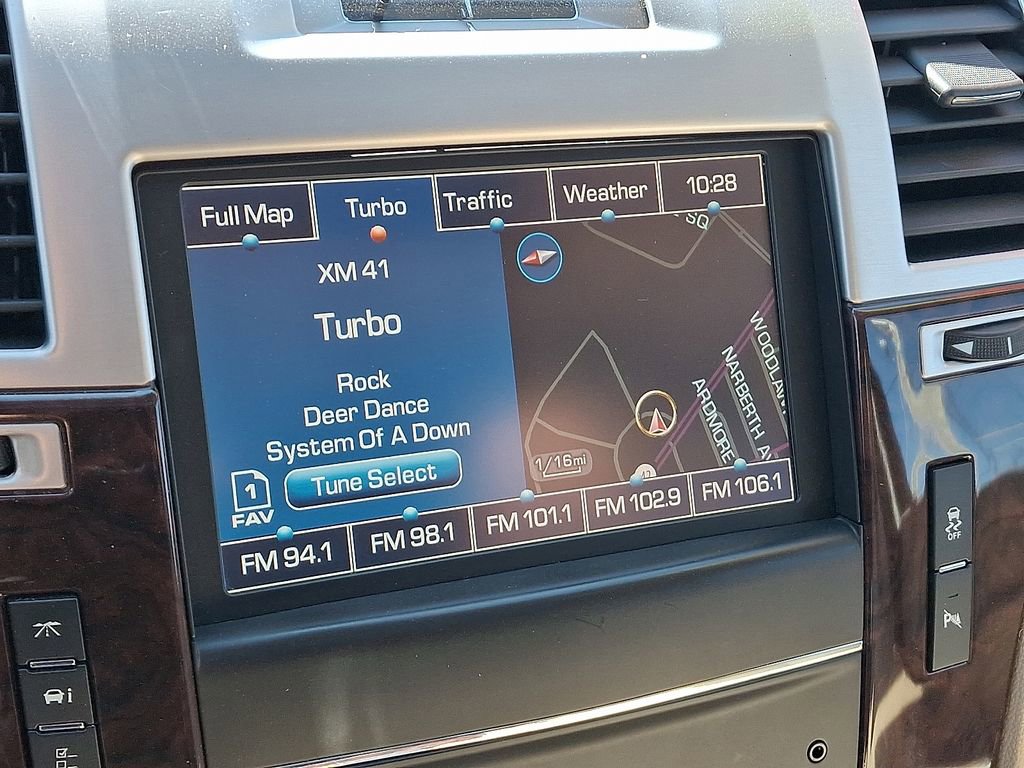 Full Map
Turbo
Traffic
Weather
10:28
XM 41
Turbo
Rock
Deer Dance
System Of A Down
Tune Select
1
FAV
SQ
WOODLAW
NARBERTH A
ARDMORE
1/16mi
FM 94.1
FM 98.1
FM 101.1
FM 102.9
FM 106.1
OFF
P
i